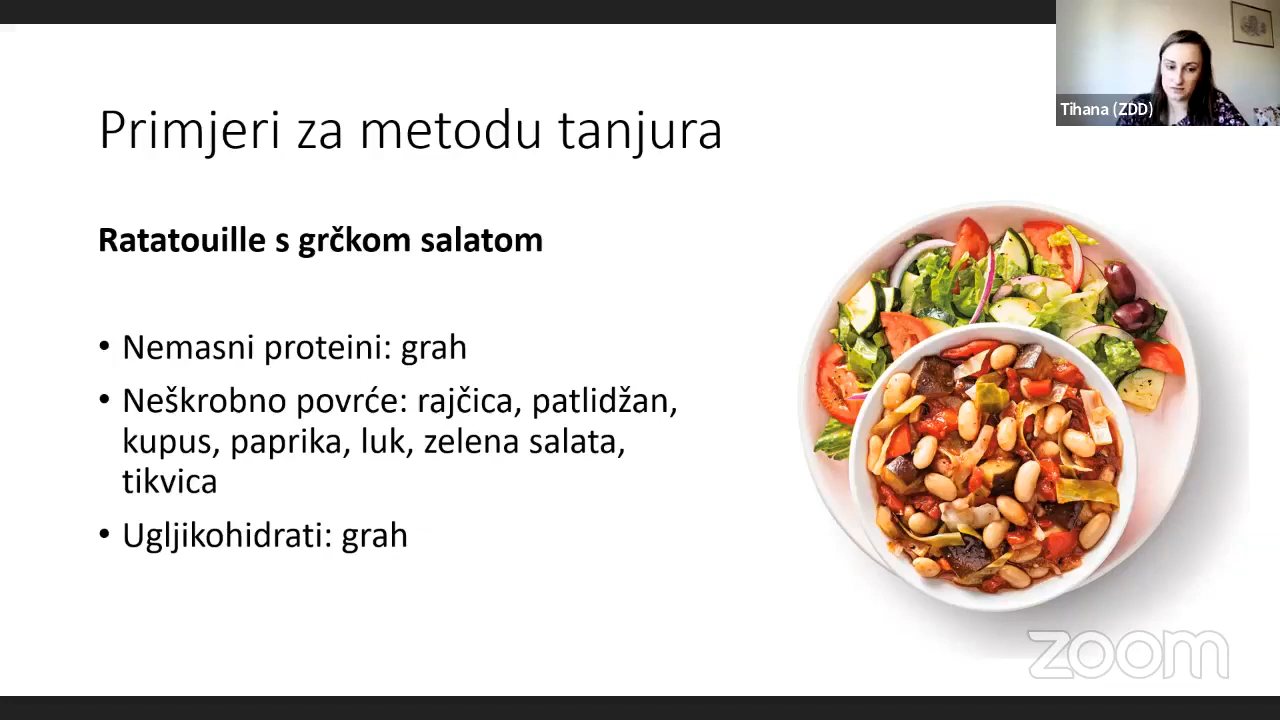 Tihana (ZDD)
Primjeri za metodu tanjura
Ratatouille s grčkom salatom
• Nemasni proteini: grah
• Neškrobno povrće: rajčica, patlidžan,
kupus, paprika, luk, zelena salata,
tikvica
• Ugljikohidrati: grah
zoom